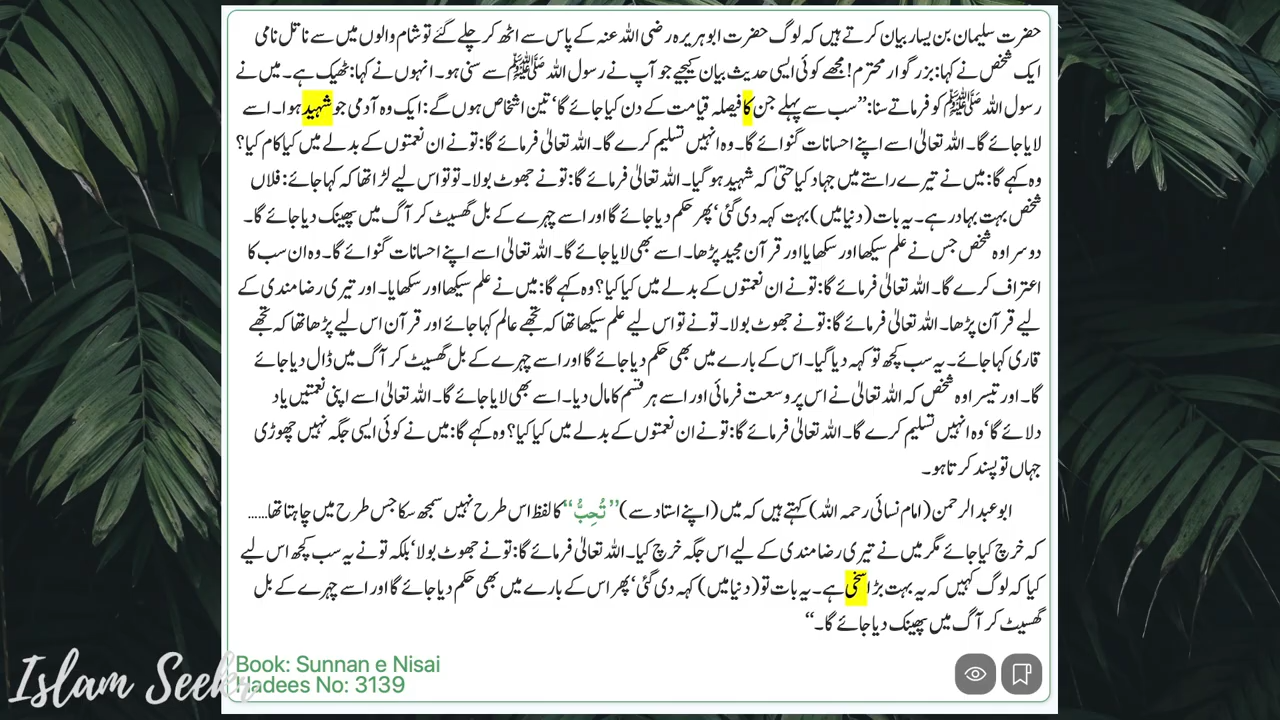 حضرت سلیمان بن یسار بیان کرتے ہیں کہ لوگ حضرت ابوہریرہ رضی اللہ عنہ کے پاس سے اٹھ کر چلے گئے تو شام والوں میں سے ناتل نامی
ایک شخص نے کہا: بزرگوار محترم! مجھے کوئی ایسی حدیث بیان کیجیے جو آپ نے رسول اللہ ﷺ سے سنی ہو۔ انہوں نے کہا: ٹھیک ہے۔ میں نے
رسول اللہ ﷺ کو فرماتے سنا: ”سب سے پہلے جن کا فیصلہ قیامت کے دن کیا جائے گا‘ تین اشخاص ہوں گے: ایک وہ آدمی جو شہید ہوا۔ اسے
لایا جائے گا۔ اللہ تعالیٰ اسے اپنے احسانات گنوائے گا۔ وہ انہیں تسلیم کرے گا۔ اللہ تعالیٰ فرمائے گا: تونے ان نعمتوں کے بدلے میں کیا کام کیا؟
وہ کہے گا: میں نے تیرے راستے میں جہاد کیا حتیٰ کہ شہید ہوگیا۔ اللہ تعالیٰ فرمائے گا: تونے جھوٹ بولا۔ تو تو اس لیے لڑا تھا کہ کہا جائے: فلاں
شخص بہت بہادر ہے۔ یہ بات (دنیا میں) بہت کہہ دی گئی‘ پھر حکم دیا جائے گا اور اسے چہرے کے بل گھسیٹ کر آگ میں پھینک دیا جائے گا۔
دوسرا وہ شخص جس نے علم سیکھا اور سکھایا اور قرآن مجید پڑھا۔ اسے بھی لایا جائے گا۔ اللہ تعالیٰ اسے اپنے احسانات گنوائے گا۔ وہ ان سب کا
اعتراف کرے گا۔ اللہ تعالیٰ فرمائے گا: تونے ان نعمتوں کے بدلے میں کیا کیا؟ وہ کہے گا: میں نے علم سیکھا اور سکھایا۔ اور تیری رضا مندی کے
لیے قرآن پڑھا۔ اللہ تعالیٰ فرمائے گا: تونے جھوٹ بولا۔ تونے تو اس لیے علم سیکھا تھا کہ تجھے عالم کہا جائے اور قرآن اس لیے پڑھا تھا کہ تجھے
قاری کہا جائے۔ یہ سب کچھ تو کہہ دیا گیا۔ اس کے بارے میں بھی حکم دیا جائے گا اور اسے چہرے کے بل گھسیٹ کر آگ میں ڈال دیا جائے
گا۔ اور تیسرا وہ شخص کہ اللہ تعالیٰ نے اس پر وسعت فرمائی اور اسے ہر قسم کا مال دیا۔ اسے بھی لایا جائے گا۔ اللہ تعالیٰ اسے اپنی نعمتیں یاد
دلائے گا‘ وہ انہیں تسلیم کرے گا۔ اللہ تعالیٰ فرمائے گا: تونے ان نعمتوں کے بدلے میں کیا کیا؟ وہ کہے گا: میں نے کوئی ایسی جگہ نہیں چھوڑی
جہاں تو پسند کرتا ہو۔
ابوعبدالرحمن (امام نسائی رحمہ اللہ) کہتے ہیں کہ میں (اپنے استاد سے) ”تُحِبُّ“ کا لفظ اس طرح نہیں سمجھ سکا جس طرح میں چاہتا تھا......
کہ خرچ کیا جائے مگر میں نے تیری رضا مندی کے لیے اس جگہ خرچ کیا۔ اللہ تعالیٰ فرمائے گا: تونے جھوٹ بولا‘ بلکہ تونے یہ سب کچھ اس لیے
کیا کہ لوگ کہیں کہ یہ بہت بڑا سخی ہے۔ یہ بات تو (دنیا میں) کہہ دی گئی‘ پھر اس کے بارے میں بھی حکم دیا جائے گا اور اسے چہرے کے بل
گھسیٹ کر آگ میں پھینک دیا جائے گا۔“
Book: Sunnan e Nisai
Hadees No: 3139
Islam Seekr